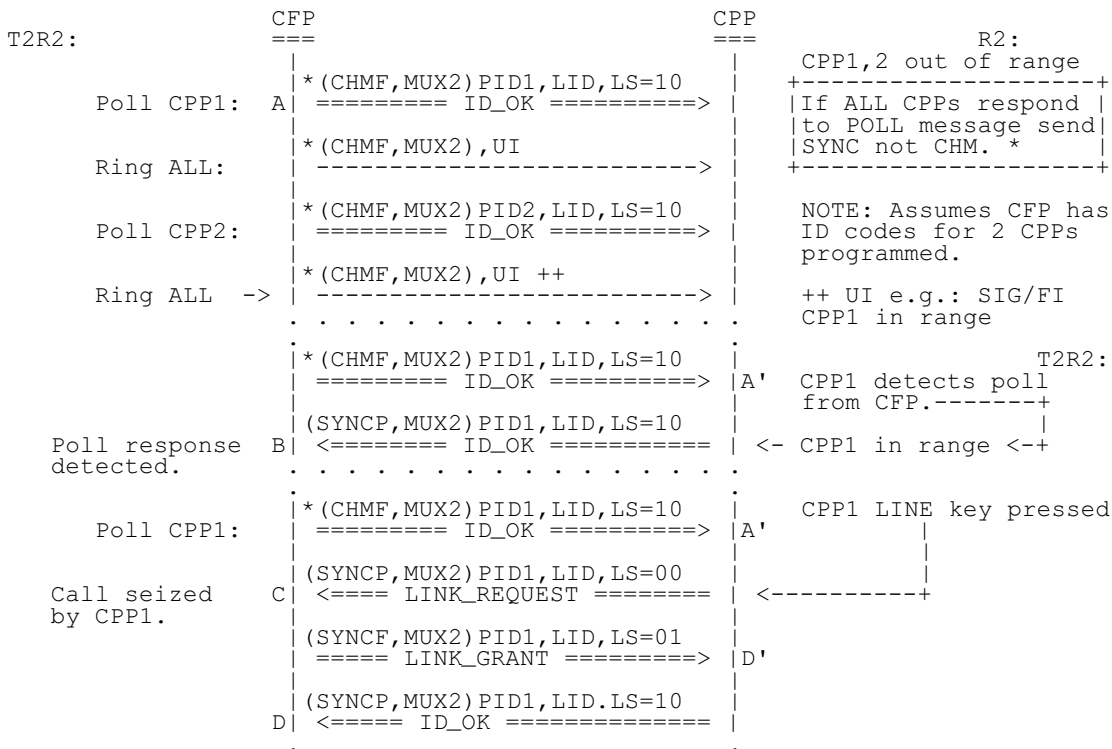 CFP                           CPP
T2R2:                  ===                           ===               R2:
                         |                             |    CPP1,2 out of range
                         |*(CHMF,MUX2)PID1,LID,LS=10   |   +--------------------+
      Poll CPP1:  A| ========= ID_OK ==========> |   |If ALL CPPs respond |
                         |                             |   |to POLL message send|
                         |*(CHMF,MUX2),UI              |   |SYNC not CHM. *     |
      Ring ALL:    | --------------------------> |   +--------------------+
                         |                             |
                         |*(CHMF,MUX2)PID2,LID,LS=10   |    NOTE: Assumes CFP has
      Poll CPP2:   | ========= ID_OK ==========> |    ID codes for 2 CPPs
                         |                             |    programmed.
                         |*(CHMF,MUX2),UI ++           |
      Ring ALL  -> | --------------------------> |    ++ UI e.g.: SIG/FI
                         . . . . . . . . . . . . . . . .    CPP1 in range
                         .                             .
                         |*(CHMF,MUX2)PID1,LID,LS=10   |                    T2R2:
                         | ========= ID_OK ==========> |A'  CPP1 detects poll
                         |                             |    from CFP.-------+
                         |(SYNCP,MUX2)PID1,LID,LS=10   |                    |
   Poll response  B| <======== ID_OK =========== | <- CPP1 in range <-+
   detected.       . . . . . . . . . . . . . . . .
                         .                             .
                         |*(CHMF,MUX2)PID1,LID,LS=10   |    CPP1 LINE key pressed
      Poll CPP1:   | ========= ID_OK ==========> |A'          |
                         |                             |            |
                         |(SYNCP,MUX2)PID1,LID,LS=00   |            |
   Call seized    C| <==== LINK_REQUEST ======== | <----------+
   by CPP1.        |                             |
                         |(SYNCF,MUX2)PID1,LID,LS=01   |
                         | ===== LINK_GRANT =========> |D'
                         |                             |
                         |(SYNCP,MUX2)PID1,LID.LS=10   |
                        D| <===== ID_OK ============== |
                         .                             .